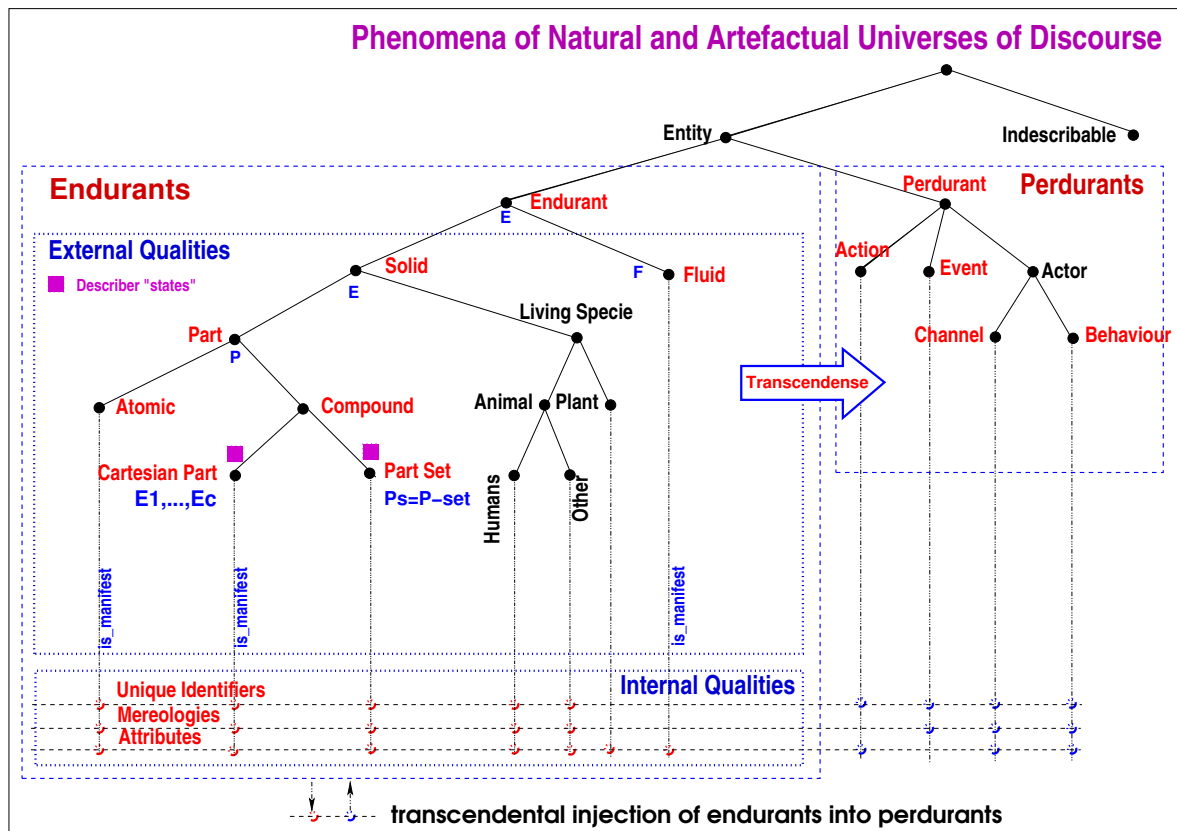 Phenomena of Natural and Artefactual Universes of Discourse
Entity
Indescribable
Endurants
Perdurants
Perdurant
Endurant
E
External Qualities
Describer "states"
Solid
E
F
Fluid
Action
Event
Actor
Living Specie
Part
P
Channel
Behaviour
Transcendense
Atomic
Compound
Animal
Plant
Cartesian Part
E1,...,Ec
Part Set
Ps=P-set
Humans
Other
is_manifest
is_manifest
is_manifest
Internal Qualities
Unique Identifiers
Mereologies
Attributes
transcendental injection of endurants into perdurants